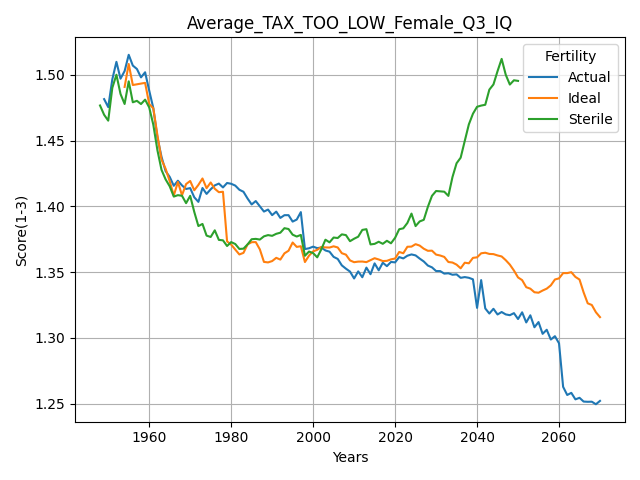 Average_TAX_TOO_LOW_Female_Q3_IQ
Score(1-3)
1.50
1.45
1.40
1.35
1.30
1.25
Fertility
Actual
Ideal
Sterile
1960 1980 2000 2020 2040 2060
Years